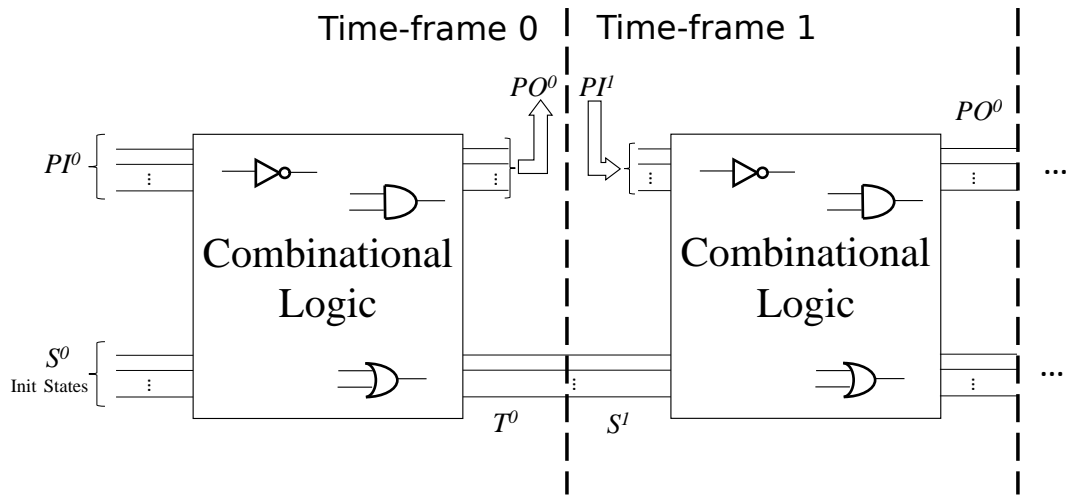 Time-frame 0
Time-frame 1
PO⁰
PI¹
PO⁰
PI⁰
...
...
...
...
...
Combinational
Logic
Combinational
Logic
S⁰
Init States
...
...
...
...
T⁰
S¹